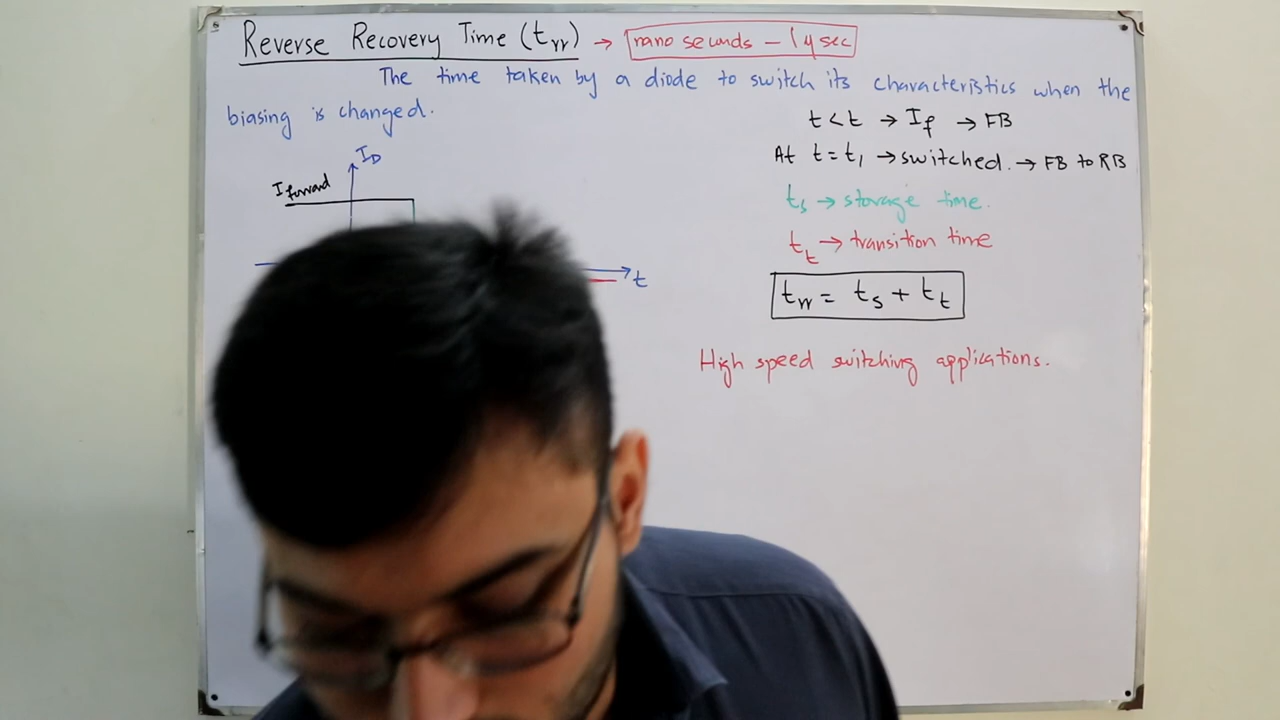 Reverse Recovery Time (trr) → nano seconds – 1 μ sec
The time taken by a diode to switch its characteristics when the
biasing is changed.
t < t → If → FB
At t = t1 → switched. → FB to RB
ID
Iforward
ts → storage time.
tt → transition time
t
trr = ts + tt
High speed switching applications.